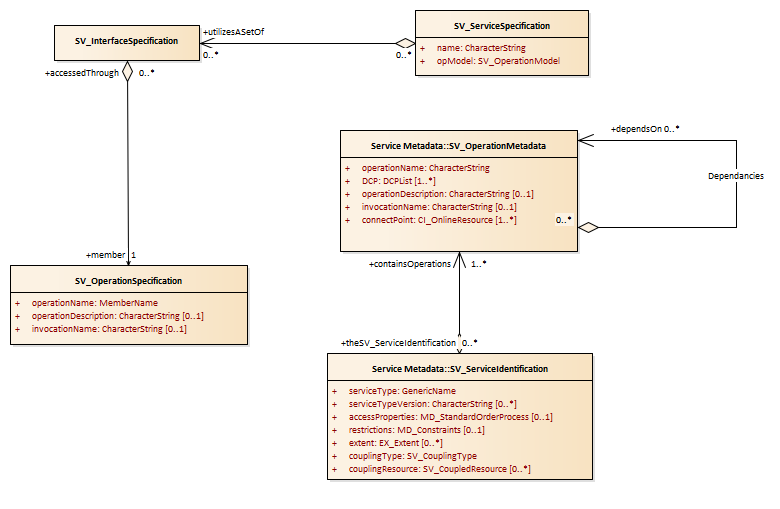 SV_InterfaceSpecification
+utilizesASetOf
0..*
0..*
SV_ServiceSpecification
+ name: CharacterString
+ opModel: SV_OperationModel
+accessedThrough 0..*
+member 1
SV_OperationSpecification
+ operationName: MemberName
+ operationDescription: CharacterString [0..1]
+ invocationName: CharacterString [0..1]
Service Metadata::SV_OperationMetadata
+ operationName: CharacterString
+ DCP: DCPList [1..*]
+ operationDescription: CharacterString [0..1]
+ invocationName: CharacterString [0..1]
+ connectPoint: CI_OnlineResource [1..*]
0..*
+dependsOn 0..*
Dependancies
+containsOperations 1..*
+theSV_ServiceIdentification 0..*
Service Metadata::SV_ServiceIdentification
+ serviceType: GenericName
+ serviceTypeVersion: CharacterString [0..*]
+ accessProperties: MD_StandardOrderProcess [0..1]
+ restrictions: MD_Constraints [0..1]
+ extent: EX_Extent [0..*]
+ couplingType: SV_CouplingType
+ couplingResource: SV_CoupledResource [0..*]